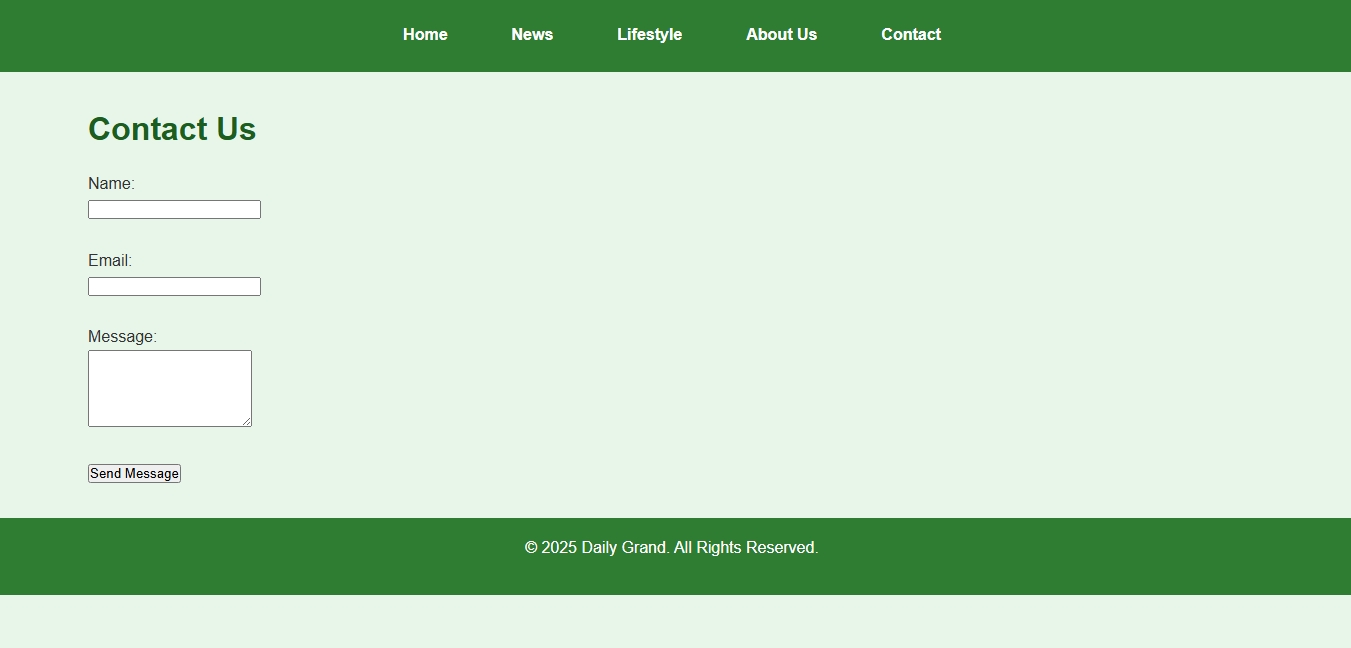 Home News Lifestyle About Us Contact
Contact Us
Name:
Email:
Message:
Send Message
© 2025 Daily Grand. All Rights Reserved.